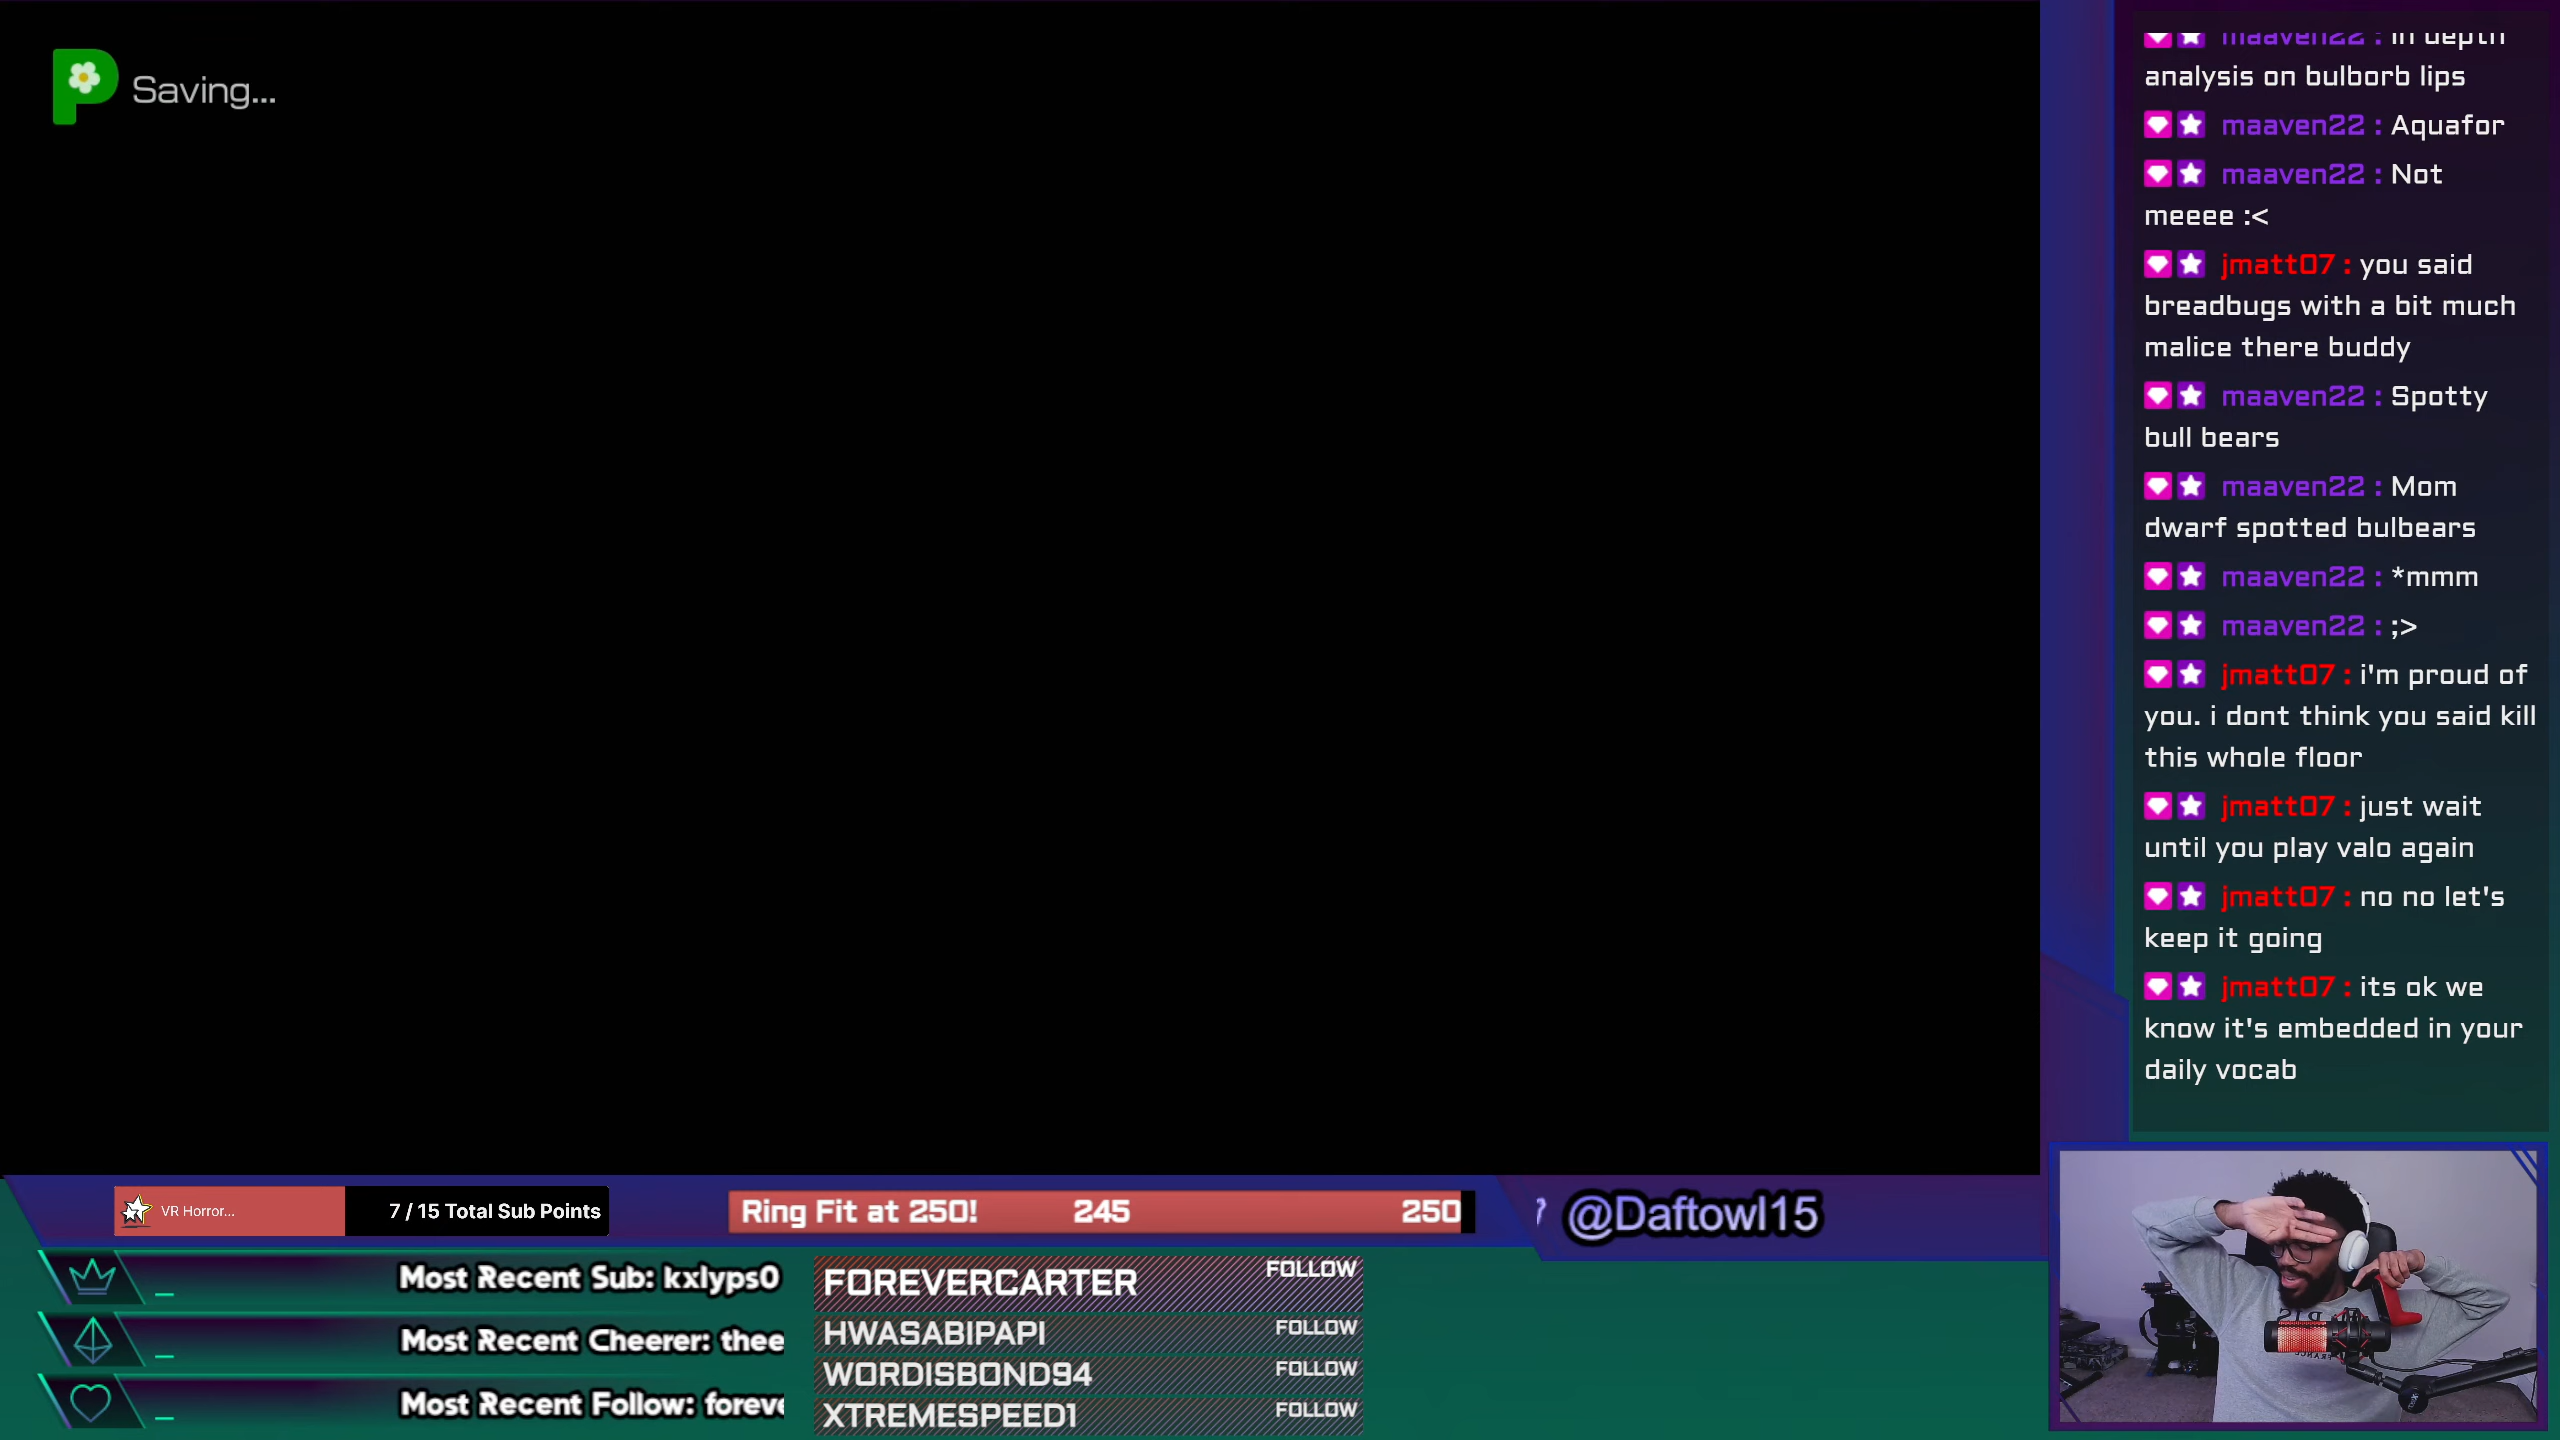 Saving...
maaven22 : in depth
analysis on bulborb lips
maaven22 : Aquafor
maaven22 : Not
meeee :<
jmatt07 : you said
breadbugs with a bit much
malice there buddy
maaven22 : Spotty
bull bears
maaven22 : Mom
dwarf spotted bulbears
maaven22 : *mmm
maaven22 : ;>
jmatt07 : i'm proud of
you. i dont think you said kill
this whole floor
jmatt07 : just wait
until you play valo again
jmatt07 : no no let's
keep it going
jmatt07 : its ok we
know it's embedded in your
daily vocab
VR Horror... 7 / 15 Total Sub Points
Ring Fit at 250! 245 250
@Daftowl15
Most Recent Sub: kxlyps0
Most Recent Cheerer: thee
Most Recent Follow: foreve
FOREVERCARTER FOLLOW
HWASABIPAPI FOLLOW
WORDISBOND94 FOLLOW
XTREMESPEED1 FOLLOW